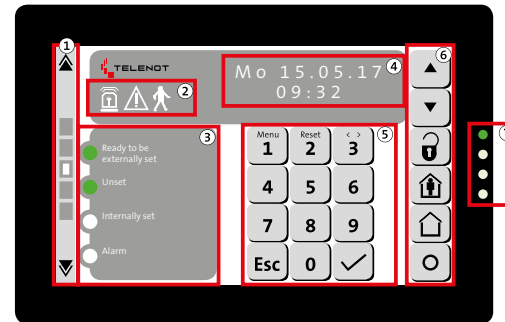 ①
TELENOT
②
Mo 15.05.17
09:32
④
⑥
③
Ready to be
externally set
Unset
Internally set
Alarm
⑤
Menu Reset < >
1 2 3
4 5 6
7 8 9
Esc 0